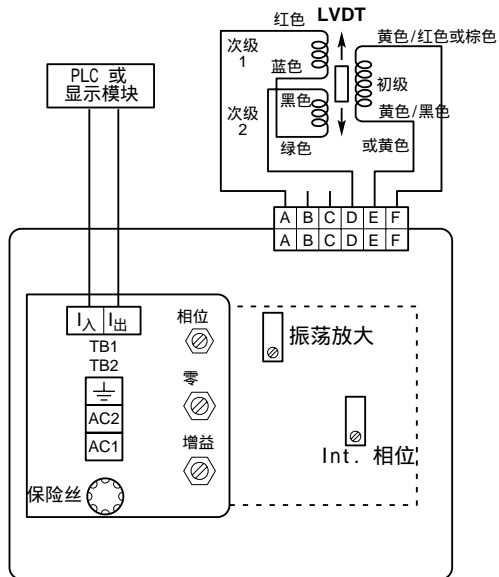 红色 LVDT
黄色/红色或棕色
次级
1
蓝色
初级
黑色
黄色/黑色
次级
2
绿色
或黄色
PLC 或
显示模块
A B C D E F
A B C D E F
I入 I出
TB1
TB2
AC2
AC1
保险丝
相位
零
增益
振荡放大
Int. 相位